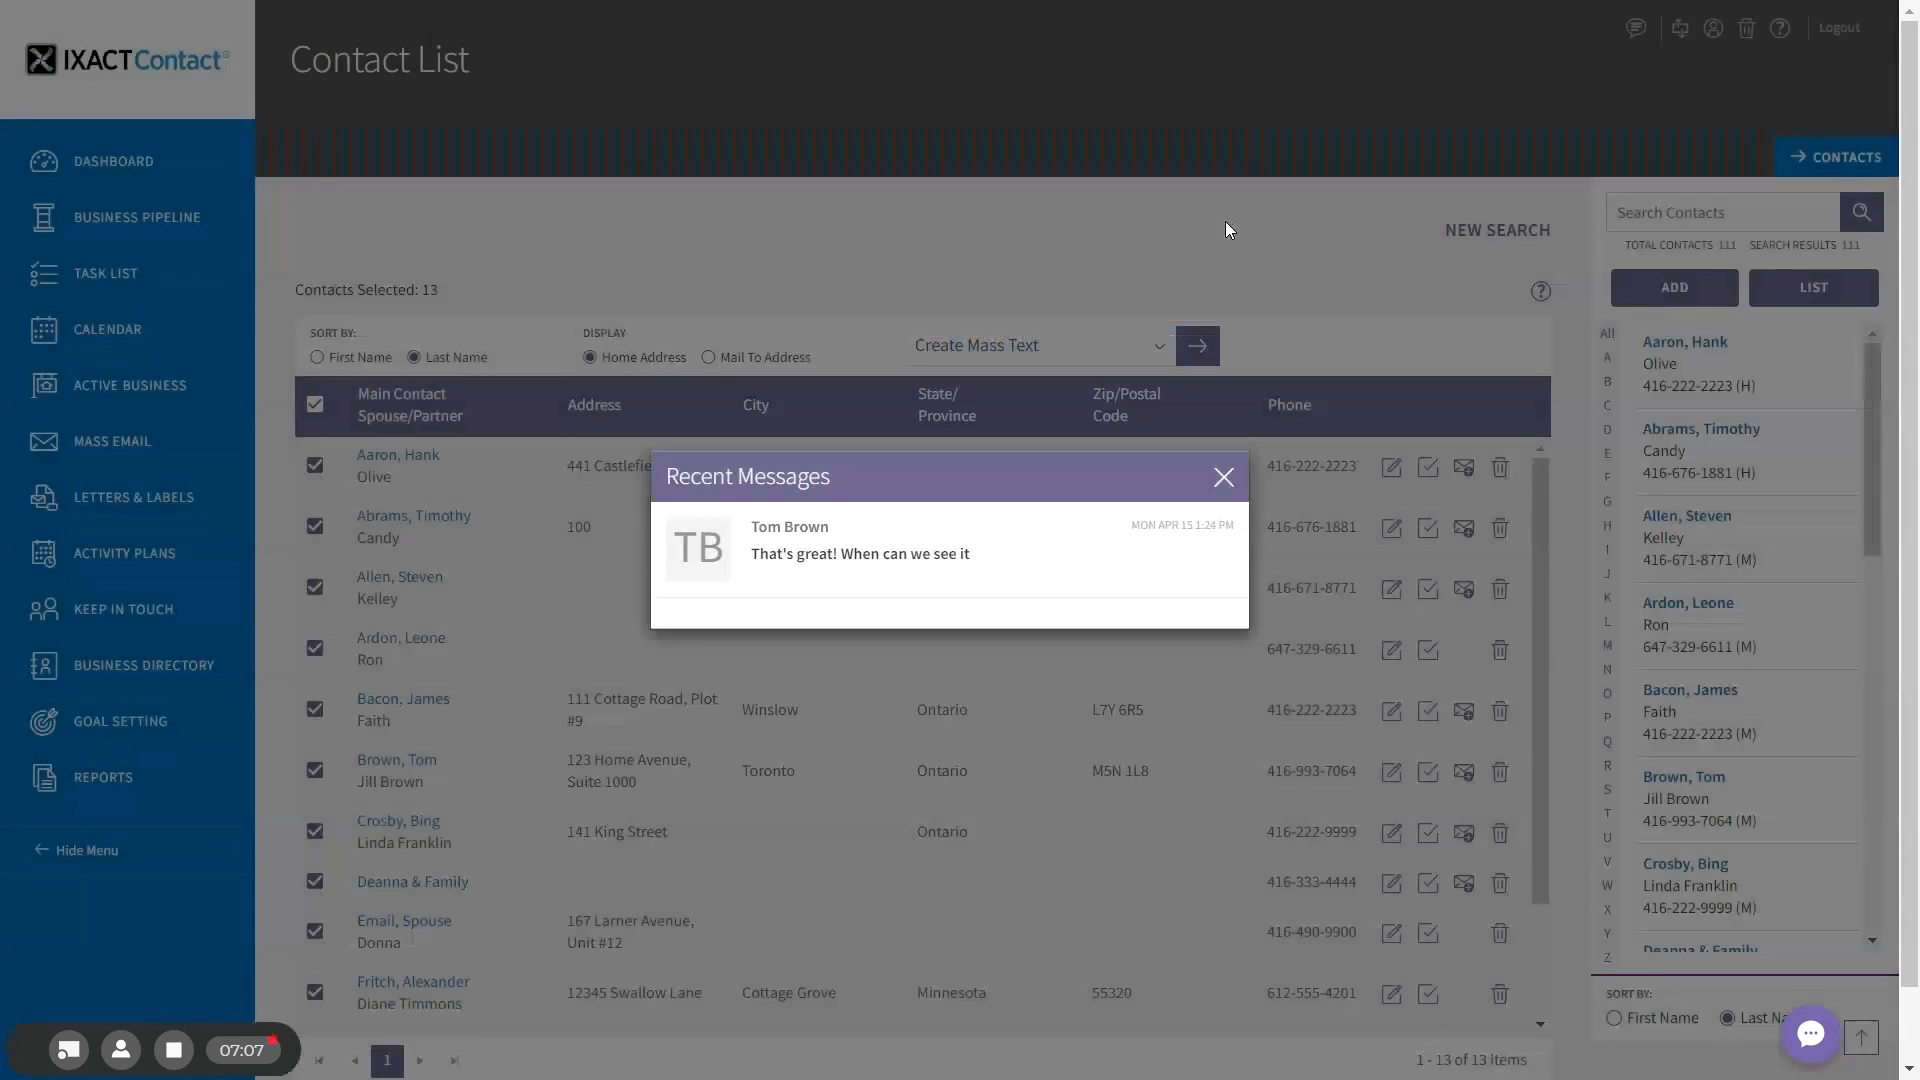 IXACTContact®
Contact List
Logout
DASHBOARD
BUSINESS PIPELINE
TASK LIST
CALENDAR
ACTIVE BUSINESS
MASS EMAIL
LETTERS & LABELS
ACTIVITY PLANS
KEEP IN TOUCH
BUSINESS DIRECTORY
GOAL SETTING
REPORTS
Hide Menu
07:07
CONTACTS
NEW SEARCH
Contacts Selected: 13
SORT BY:
First Name
Last Name
DISPLAY
Home Address
Mail To Address
Create Mass Text
Main Contact
Spouse/Partner
Address
City
State/
Province
Zip/Postal
Code
Phone
Aaron, Hank
Olive
441 Castlefie
416-222-2223
Abrams, Timothy
Candy
100
416-676-1881
Allen, Steven
Kelley
416-671-8771
Ardon, Leone
Ron
647-329-6611
Bacon, James
Faith
111 Cottage Road, Plot
#9
Winslow
Ontario
L7Y 6R5
416-222-2223
Brown, Tom
Jill Brown
123 Home Avenue,
Suite 1000
Toronto
Ontario
M5N 1L8
416-993-7064
Crosby, Bing
Linda Franklin
141 King Street
Ontario
416-222-9999
Deanna & Family
416-333-4444
Email, Spouse
Donna
167 Larner Avenue,
Unit #12
416-490-9900
Fritch, Alexander
Diane Timmons
12345 Swallow Lane
Cottage Grove
Minnesota
55320
612-555-4201
1
1 - 13 of 13 items
Recent Messages
TB
Tom Brown
MON APR 15 1:24 PM
That's great! When can we see it
Search Contacts
TOTAL CONTACTS 111
SEARCH RESULTS 111
ADD
LIST
All
A
B
C
D
E
F
G
H
I
J
K
L
M
N
O
P
Q
R
S
T
U
V
W
X
Y
Z
Aaron, Hank
Olive
416-222-2223 (H)
Abrams, Timothy
Candy
416-676-1881 (H)
Allen, Steven
Kelley
416-671-8771 (M)
Ardon, Leone
Ron
647-329-6611 (M)
Bacon, James
Faith
416-222-2223 (M)
Brown, Tom
Jill Brown
416-993-7064 (M)
Crosby, Bing
Linda Franklin
416-222-9999 (M)
Deanna & Family
SORT BY:
First Name
Last Na